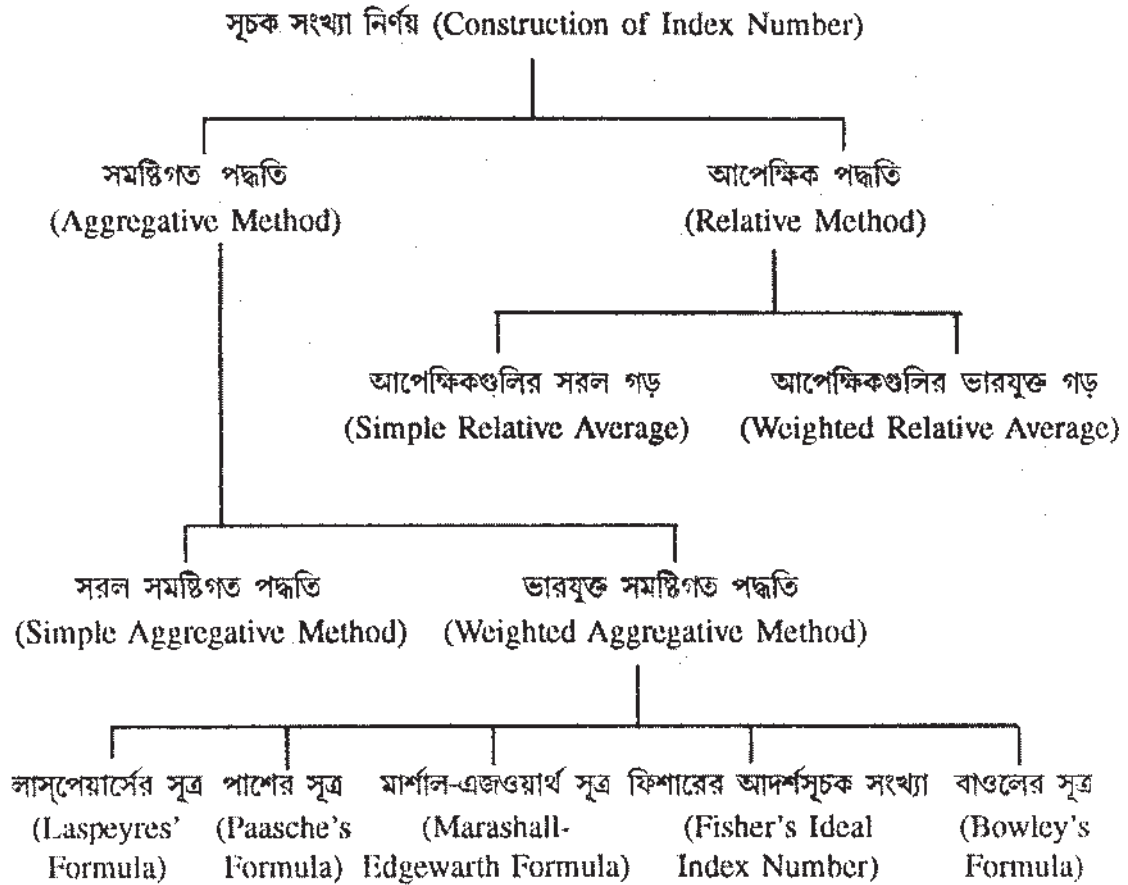 সূচক সংখ্যা নির্ণয় (Construction of Index Number)
সমষ্টিগত পদ্ধতি
(Aggregative Method)
আপেক্ষিক পদ্ধতি
(Relative Method)
আপেক্ষিকগুলির সরল গড়
(Simple Relative Average)
আপেক্ষিকগুলির ভারযুক্ত গড়
(Weighted Relative Average)
সরল সমষ্টিগত পদ্ধতি
(Simple Aggregative Method)
ভারযুক্ত সমষ্টিগত পদ্ধতি
(Weighted Aggregative Method)
লাস্‌পেয়ার্সের সূত্র
(Laspeyres'
Formula)
পাশের সূত্র
(Paasche's
Formula)
মার্শাল-এজওয়ার্থ সূত্র
(Marashall-
Edgewarth Formula)
ফিশারের আদর্শসূচক সংখ্যা
(Fisher's Ideal
Index Number)
বাওলের সূত্র
(Bowley's
Formula)